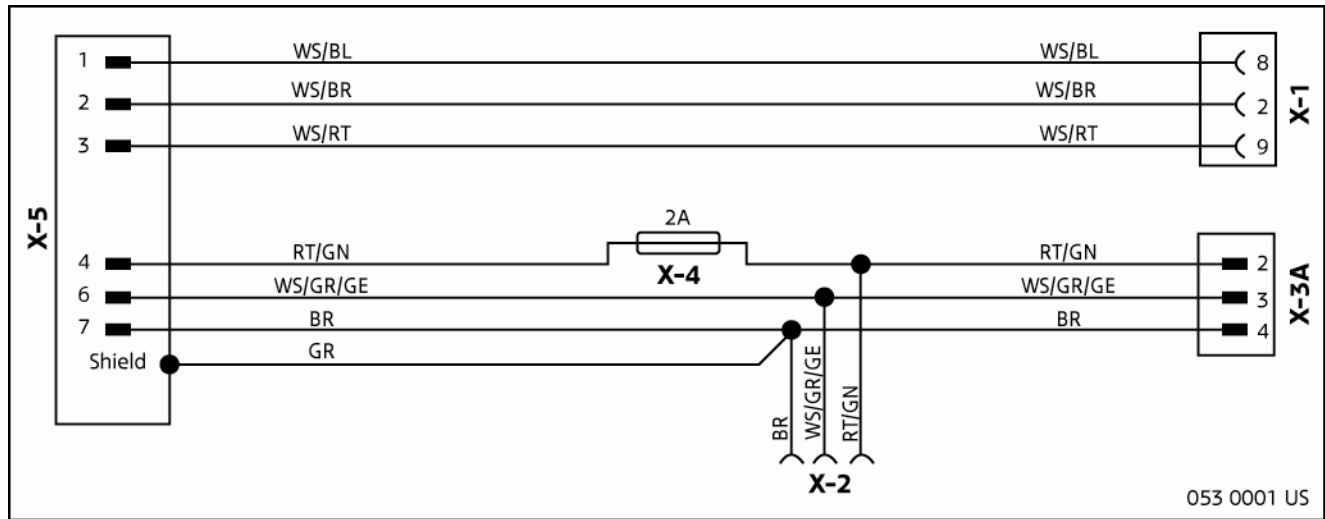 1 WS/BL WS/BL 8
2 WS/BR WS/BR 2
3 WS/RT WS/RT 9
X-1
X-5
2A
4 RT/GN X-4 RT/GN 2
6 WS/GR/GE WS/GR/GE 3
7 BR BR 4
X-3A
Shield GR
BR
WS/GR/GE
RT/GN
X-2
053 0001 US